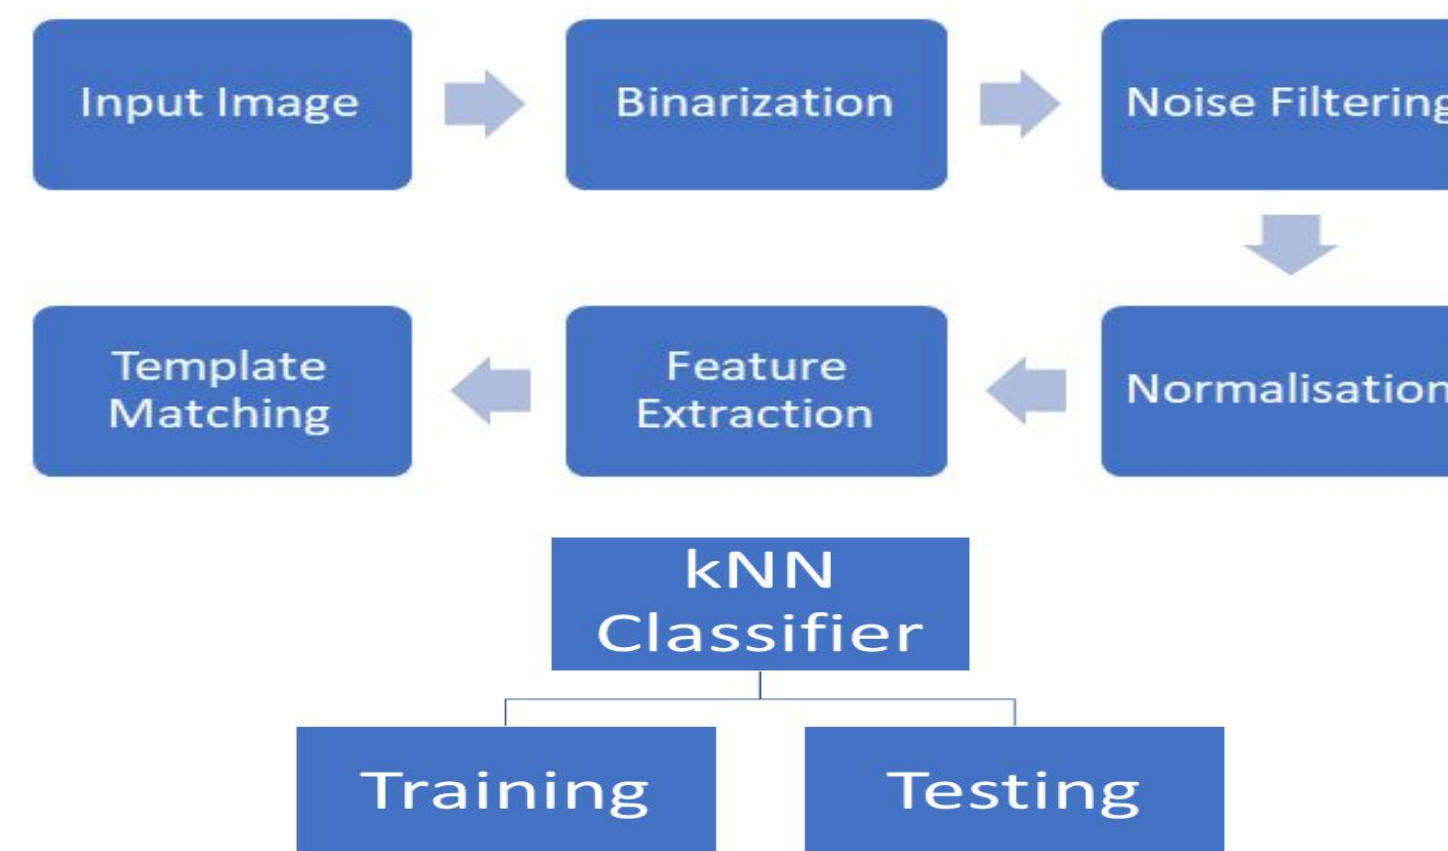 Input Image
Binarization
Noise Filtering
Normalisation
Feature
Extraction
Template
Matching
kNN
Classifier
Training
Testing